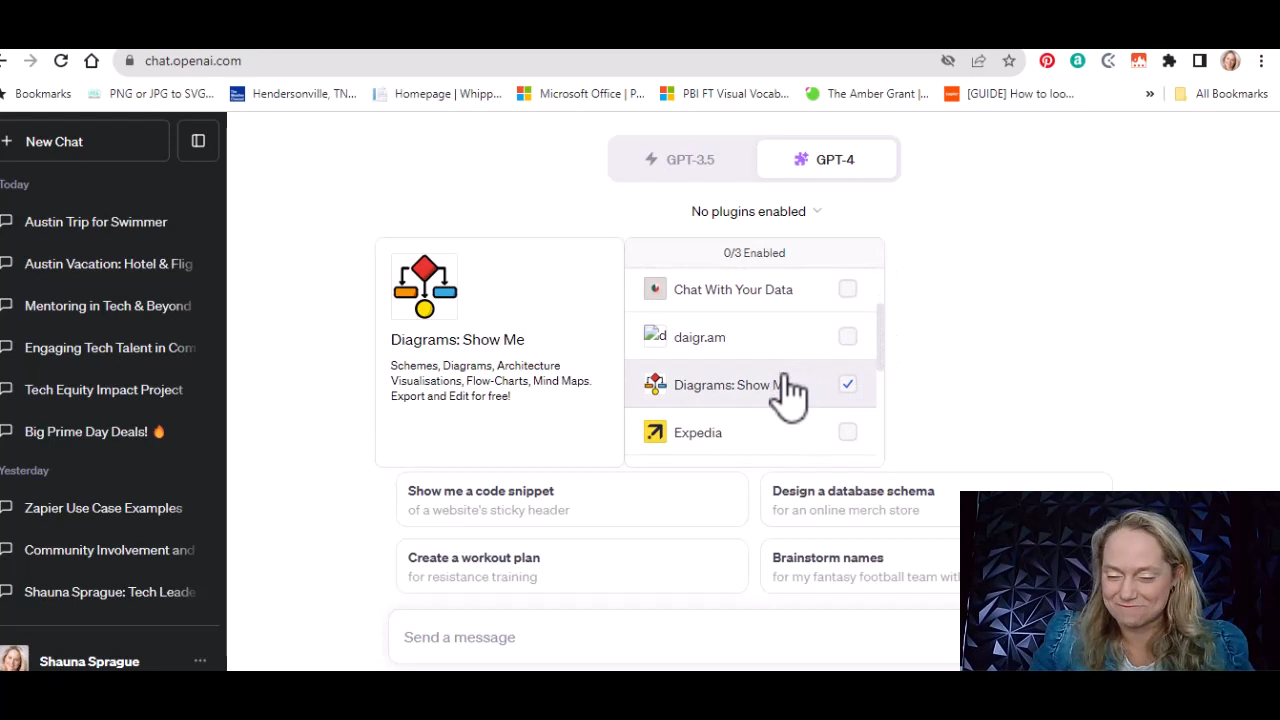 chat.openai.com
Bookmarks
PNG or JPG to SVG...
Hendersonville, TN...
Homepage | Whipp...
Microsoft Office | P...
PBI FT Visual Vocab...
The Amber Grant |...
[GUIDE] How to loo...
»
All Bookmarks
+ New Chat
GPT-3.5
GPT-4
No plugins enabled
Today
Austin Trip for Swimmer
Austin Vacation: Hotel & Flig
Mentoring in Tech & Beyond
Engaging Tech Talent in Com
Tech Equity Impact Project
Big Prime Day Deals! 🔥
Yesterday
Zapier Use Case Examples
Community Involvement and
Shauna Sprague: Tech Leade
Shauna Sprague
Diagrams: Show Me
Schemes, Diagrams, Architecture
Visualisations, Flow-Charts, Mind Maps.
Export and Edit for free!
0/3 Enabled
Chat With Your Data
d
daigr.am
Diagrams: Show M
Expedia
Show me a code snippet
of a website's sticky header
Design a database schema
for an online merch store
Create a workout plan
for resistance training
Brainstorm names
for my fantasy football team with
Send a message